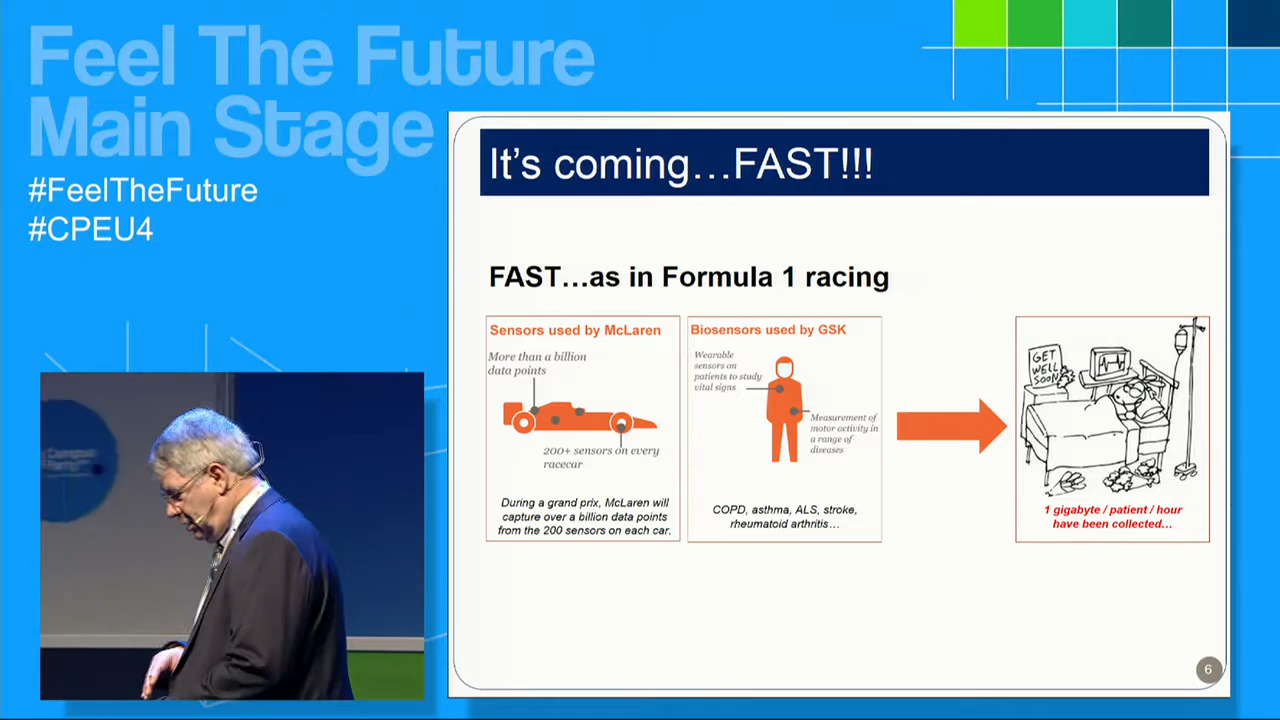 Feel The Future
Main Stage
#FeelTheFuture
#CPEU4
It's coming...FAST!!!
FAST...as in Formula 1 racing
Sensors used by McLaren
More than a billion
data points
200+ sensors on every
racecar
During a grand prix, McLaren will
capture over a billion data points
from the 200 sensors on each car.
Biosensors used by GSK
Wearable
sensors on
patients to study
vital signs
Measurement of
motor activity in
a range of
diseases
COPD, asthma, ALS, stroke,
rheumatoid arthritis...
GET
WELL
SOON
1 gigabyte / patient / hour
have been collected...
6
Campus
Party